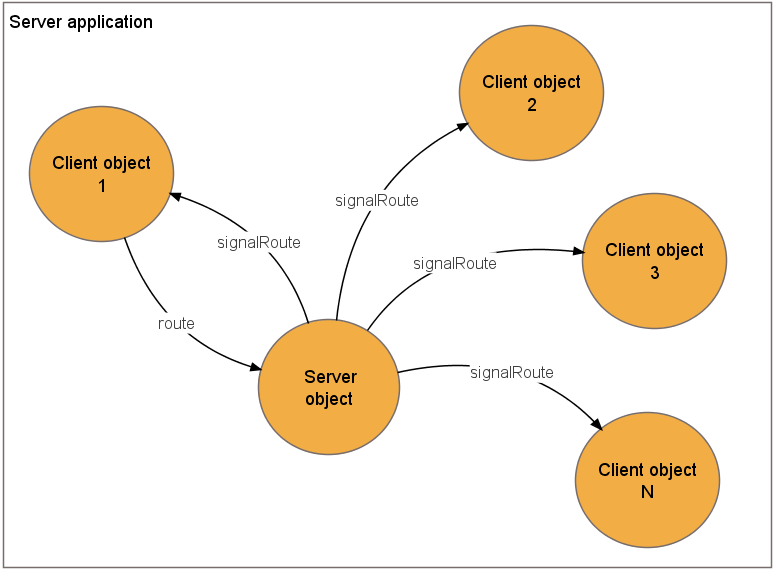 Server application
Client object
2
Client object
1
signalRoute
signalRoute
Client object
3
signalRoute
route
signalRoute
Server
object
Client object
N